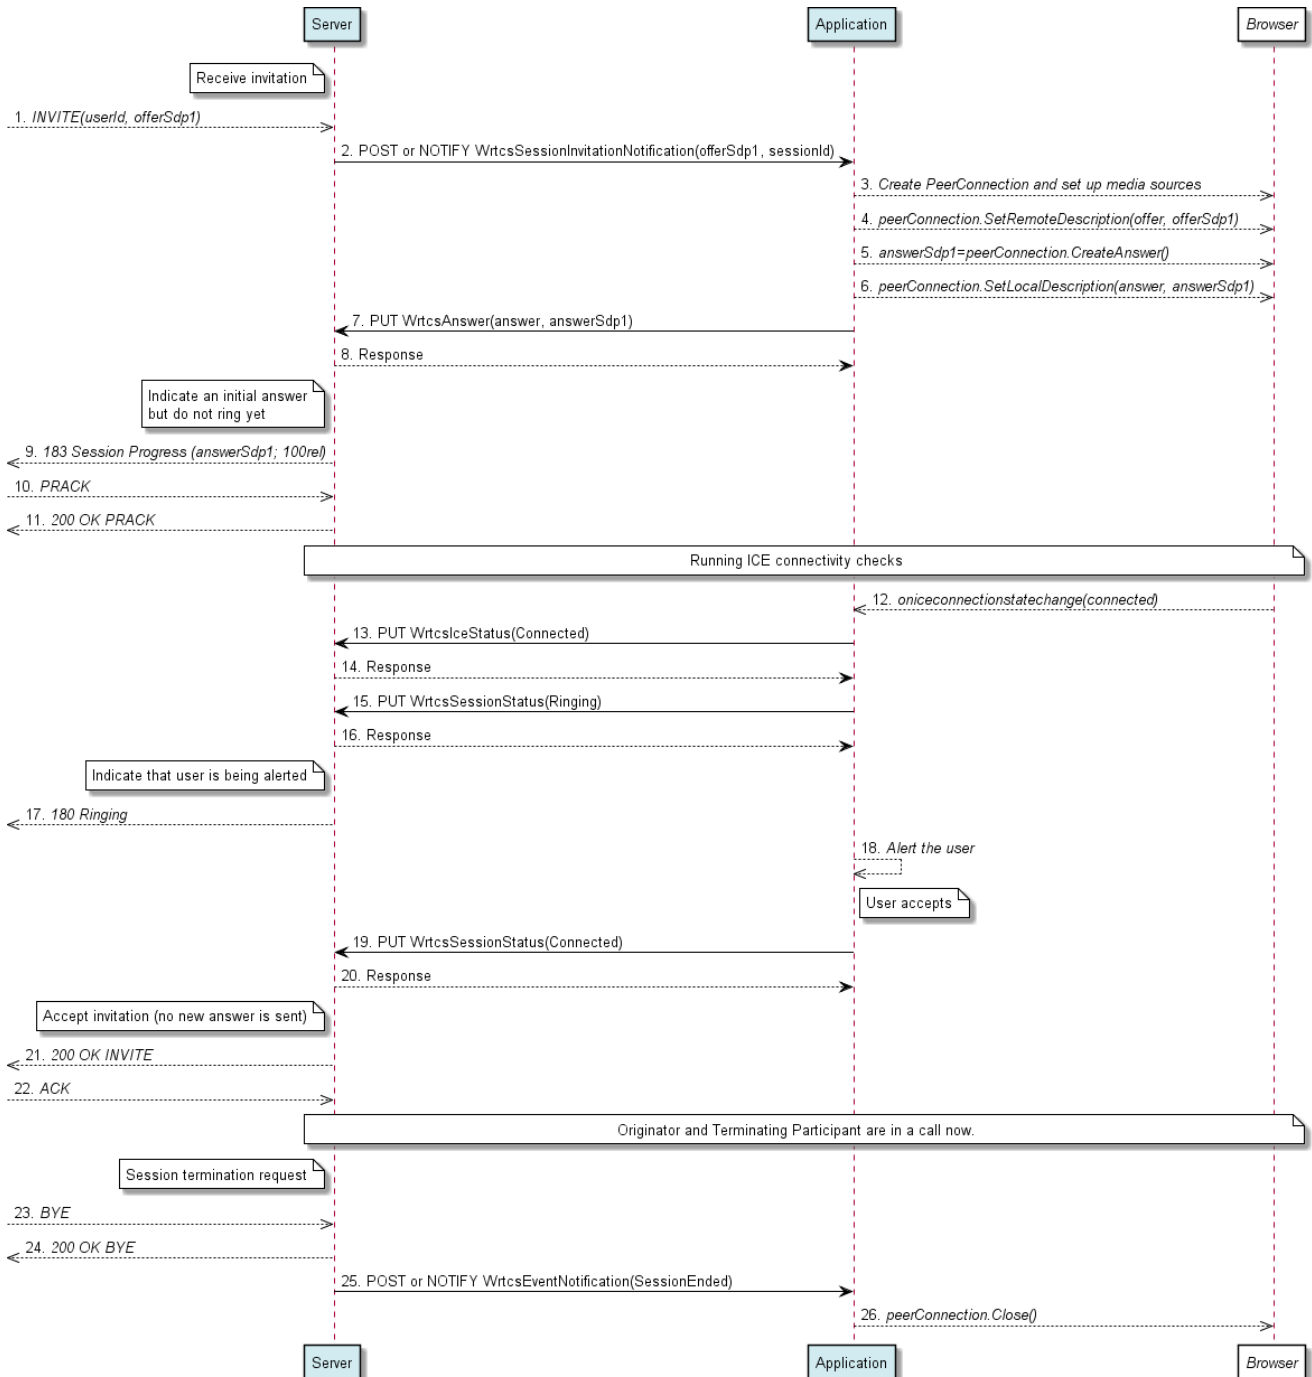 Server
Application
Browser
Receive invitation
1. INVITE(userId, offerSdp1)
2. POST or NOTIFY WrtcsSessionInvitationNotification(offerSdp1, sessionId)
3. Create PeerConnection and set up media sources
4. peerConnection.SetRemoteDescription(offer, offerSdp1)
5. answerSdp1=peerConnection.CreateAnswer()
6. peerConnection.SetLocalDescription(answer, answerSdp1)
7. PUT WrtcsAnswer(answer, answerSdp1)
8. Response
Indicate an initial answer
but do not ring yet
9. 183 Session Progress (answerSdp1; 100rel)
10. PRACK
11. 200 OK PRACK
Running ICE connectivity checks
12. oniceconnectionstatechange(connected)
13. PUT WrtcsIceStatus(Connected)
14. Response
15. PUT WrtcsSessionStatus(Ringing)
16. Response
Indicate that user is being alerted
17. 180 Ringing
18. Alert the user
User accepts
19. PUT WrtcsSessionStatus(Connected)
20. Response
Accept invitation (no new answer is sent)
21. 200 OK INVITE
22. ACK
Originator and Terminating Participant are in a call now.
Session termination request
23. BYE
24. 200 OK BYE
25. POST or NOTIFY WrtcsEventNotification(SessionEnded)
26. peerConnection.Close()
Server
Application
Browser